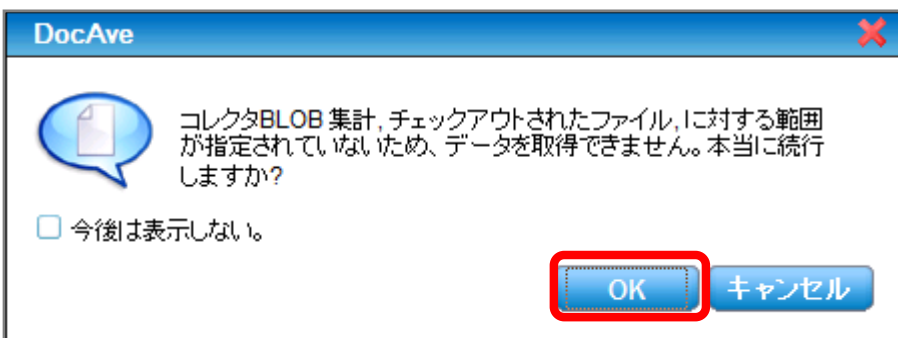 DocAve
コレクタBLOB 集計, チェックアウトされたファイル, に対する範囲
が指定されていないため、データを取得できません。本当に続行
しますか?
今後は表示しない。
OK キャンセル